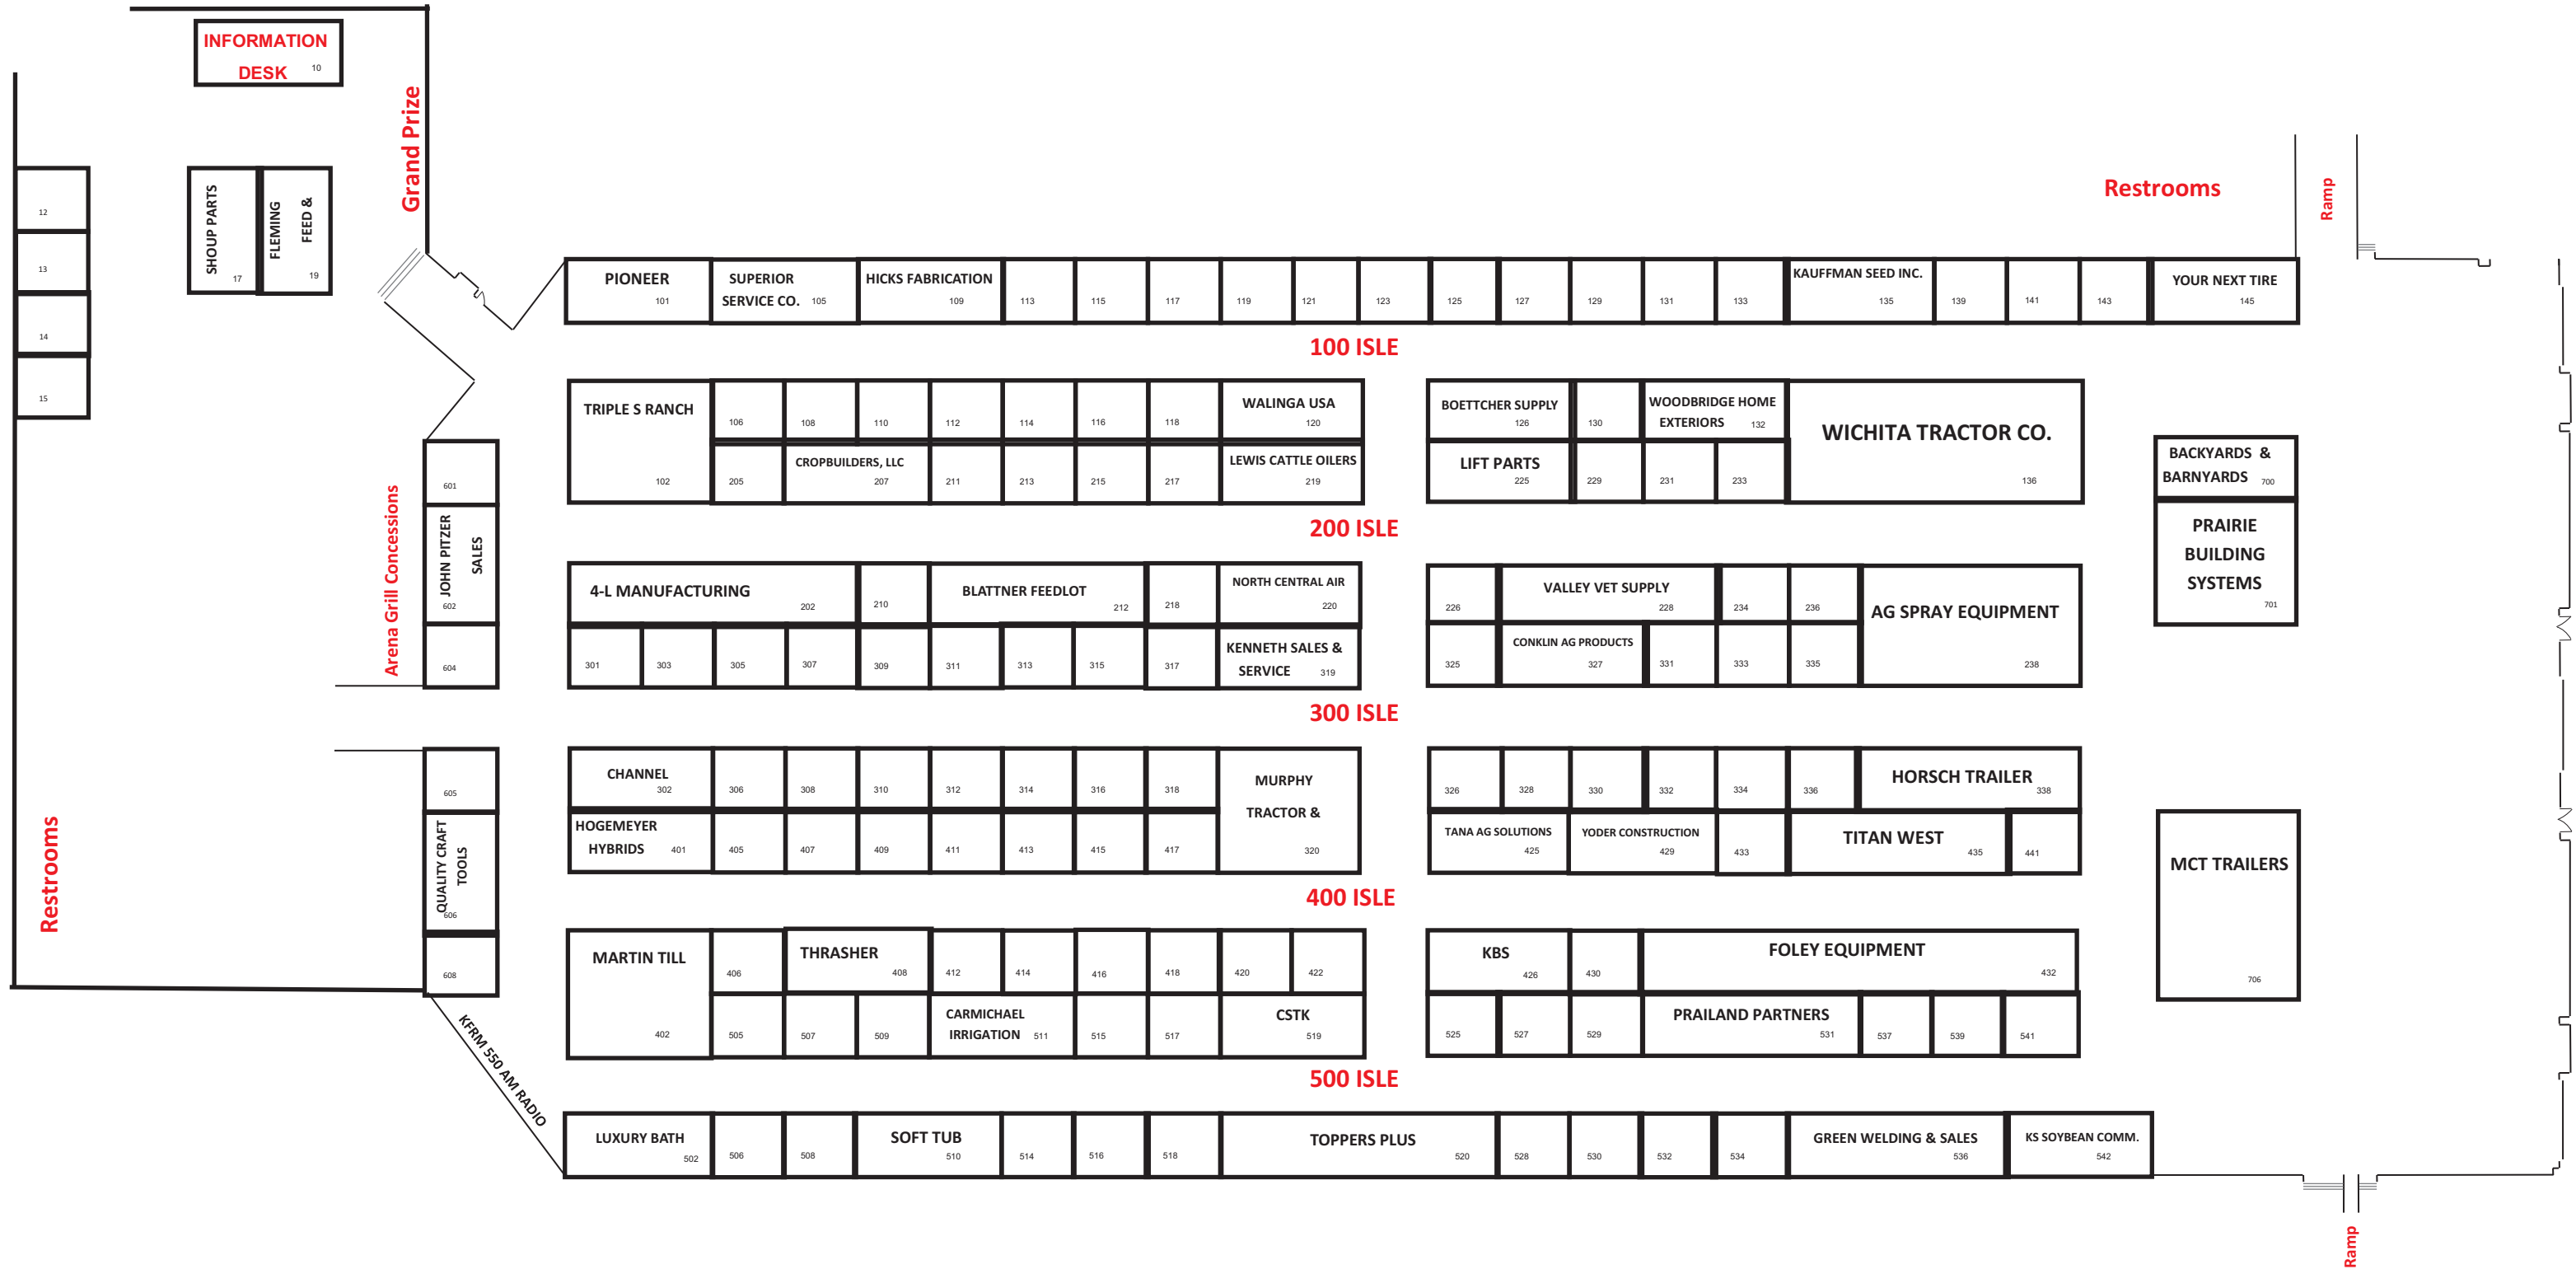 INFORMATION
DESK 10
Grand Prize
12
13
14
15
SHOUP PARTS
17
FLEMING
FEED &
19
Restrooms
Ramp
PIONEER
101
SUPERIOR
SERVICE CO. 105
HICKS FABRICATION
109
113
115
117
119
121
123
125
127
129
131
133
KAUFFMAN SEED INC.
135
139
141
143
YOUR NEXT TIRE
145
100 ISLE
TRIPLE S RANCH
102
106
108
110
112
114
116
118
WALINGA USA
120
205
CROPBUILDERS, LLC
207
211
213
215
217
LEWIS CATTLE OILERS
219
BOETTCHER SUPPLY
126
130
WOODBRIDGE HOME
EXTERIORS 132
LIFT PARTS
225
229
231
233
WICHITA TRACTOR CO.
136
BACKYARDS &
BARNYARDS 700
PRAIRIE
BUILDING
SYSTEMS
701
200 ISLE
Arena Grill Concessions
601
JOHN PITZER
SALES
602
604
4-L MANUFACTURING
202
210
BLATTNER FEEDLOT
212
218
NORTH CENTRAL AIR
220
301
303
305
307
309
311
313
315
317
KENNETH SALES &
SERVICE 319
226
VALLEY VET SUPPLY
228
234
236
AG SPRAY EQUIPMENT
238
325
CONKLIN AG PRODUCTS
327
331
333
335
300 ISLE
605
QUALITY CRAFT
TOOLS
606
608
Restrooms
CHANNEL
302
306
308
310
312
314
316
318
MURPHY
TRACTOR &
320
HOGEMEYER
HYBRIDS 401
405
407
409
411
413
415
417
326
328
330
332
334
336
HORSCH TRAILER
338
TANA AG SOLUTIONS
425
YODER CONSTRUCTION
429
433
TITAN WEST
435
441
MCT TRAILERS
706
400 ISLE
MARTIN TILL
402
406
THRASHER
408
412
414
416
418
420
422
505
507
509
CARMICHAEL
IRRIGATION 511
515
517
CSTK
519
KBS
426
430
FOLEY EQUIPMENT
432
525
527
529
PRAILAND PARTNERS
531
537
539
541
500 ISLE
KFRM 550 AM RADIO
LUXURY BATH
502
506
508
SOFT TUB
510
514
516
518
TOPPERS PLUS
520
528
530
532
534
GREEN WELDING & SALES
536
KS SOYBEAN COMM.
542
Ramp